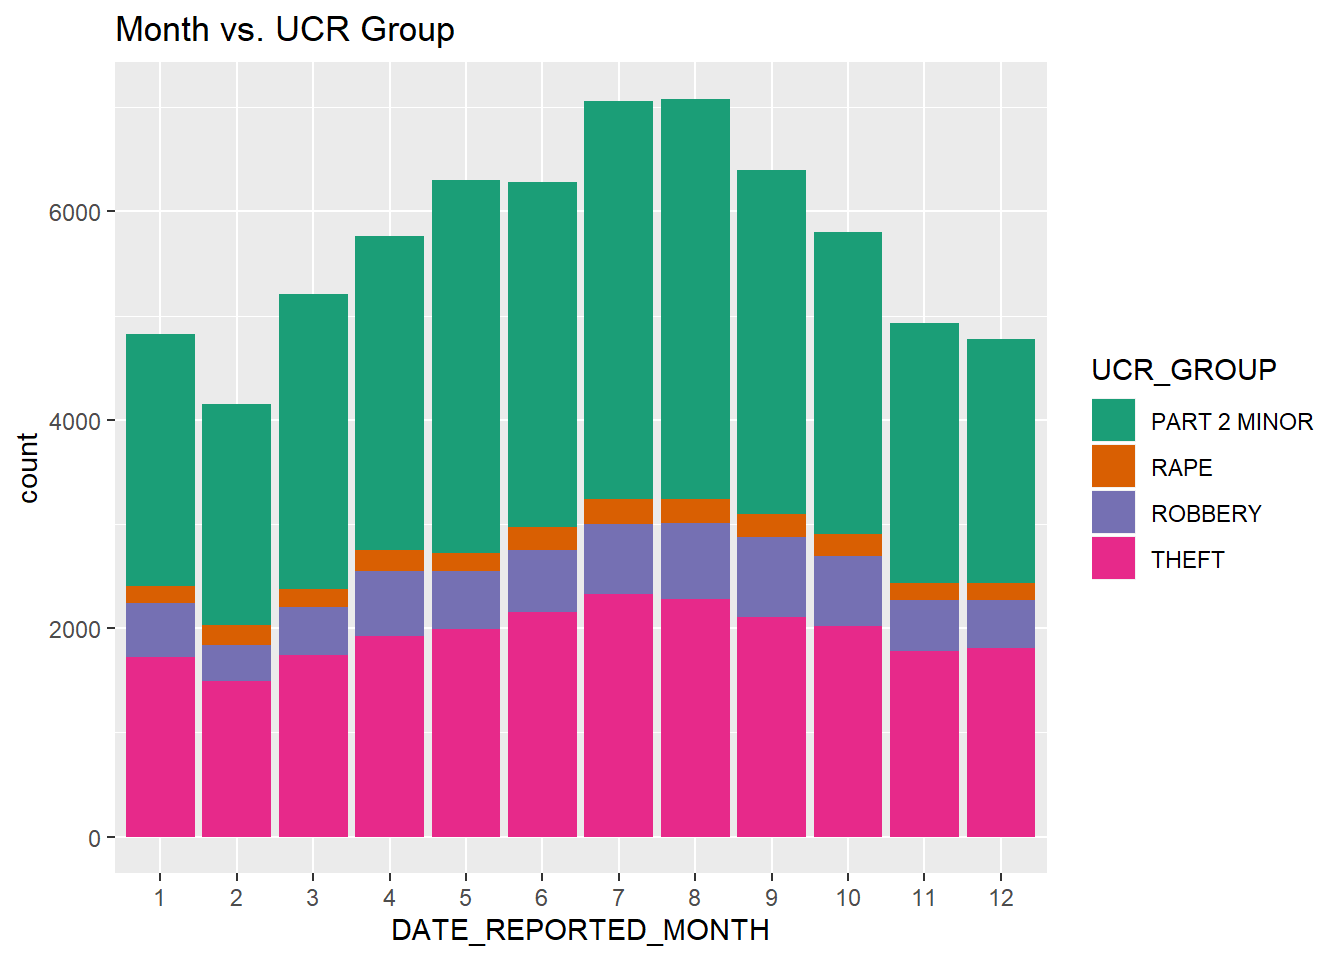 Month vs. UCR Group
6000
4000
2000
0
count
1 2 3 4 5 6 7 8 9 10 11 12
DATE_REPORTED_MONTH
UCR_GROUP
PART 2 MINOR
RAPE
ROBBERY
THEFT